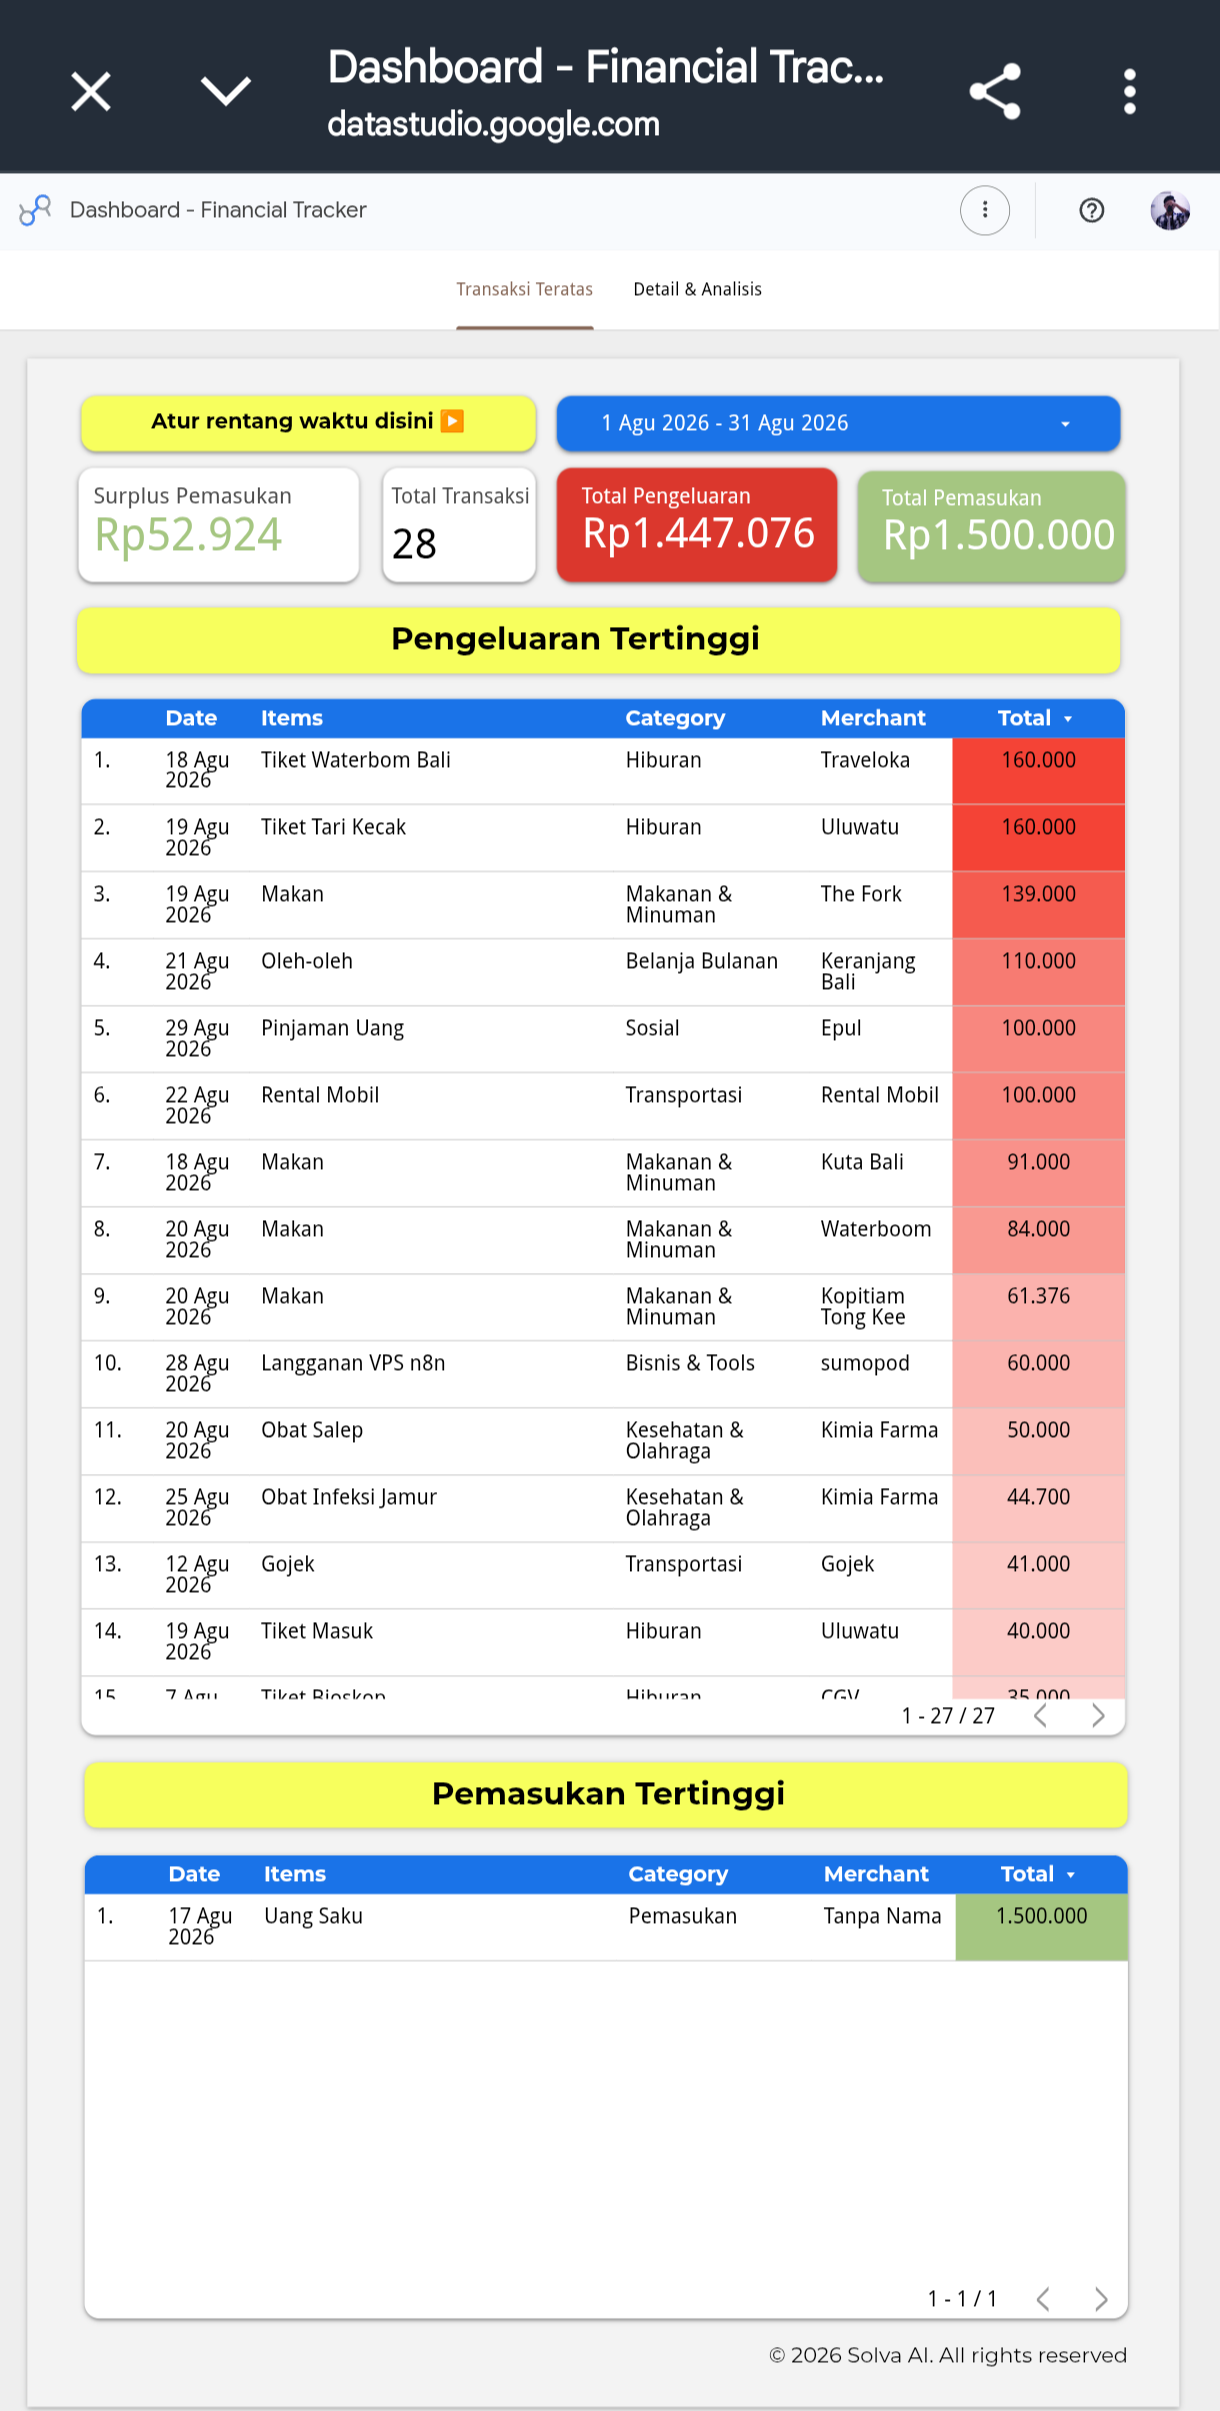 Dashboard - Financial Trac...
datastudio.google.com
Dashboard - Financial Tracker
Transaksi Teratas Detail & Analisis
Atur rentang waktu disini
1 Agu 2026 - 31 Agu 2026
Surplus Pemasukan Total Transaksi Total Pengeluaran Total Pemasukan
Rp52.924 28 Rp1.447.076 Rp1.500.000
Pengeluaran Tertinggi
Date Items Category Merchant Total
1. 18 Agu Tiket Waterbom Bali Hiburan Traveloka 160.000
2026
2. 19 Agu Tiket Tari Kecak Hiburan Uluwatu 160.000
2026
3. 19 Agu Makan Makanan & The Fork 139.000
2026 Minuman
4. 21 Agu Oleh-oleh Belanja Bulanan Keranjang 110.000
2026 Bali
5. 29 Agu Pinjaman Uang Sosial Epul 100.000
2026
6. 22 Agu Rental Mobil Transportasi Rental Mobil 100.000
2026
7. 18 Agu Makan Makanan & Kuta Bali 91.000
2026 Minuman
8. 20 Agu Makan Makanan & Waterboom 84.000
2026 Minuman
9. 20 Agu Makan Makanan & Kopitiam 61.376
2026 Minuman Tong Kee
10. 28 Agu Langganan VPS n8n Bisnis & Tools sumopod 60.000
2026
11. 20 Agu Obat Salep Kesehatan & Kimia Farma 50.000
2026 Olahraga
12. 25 Agu Obat Infeksi Jamur Kesehatan & Kimia Farma 44.700
2026 Olahraga
13. 12 Agu Gojek Transportasi Gojek 41.000
2026
14. 19 Agu Tiket Masuk Hiburan Uluwatu 40.000
2026
15. 7 Agu Tiket Bioskop Hiburan CGV 35.000
1 - 27 / 27
Pemasukan Tertinggi
Date Items Category Merchant Total
1. 17 Agu Uang Saku Pemasukan Tanpa Nama 1.500.000
2026
1 - 1 / 1
© 2026 Solva AI. All rights reserved